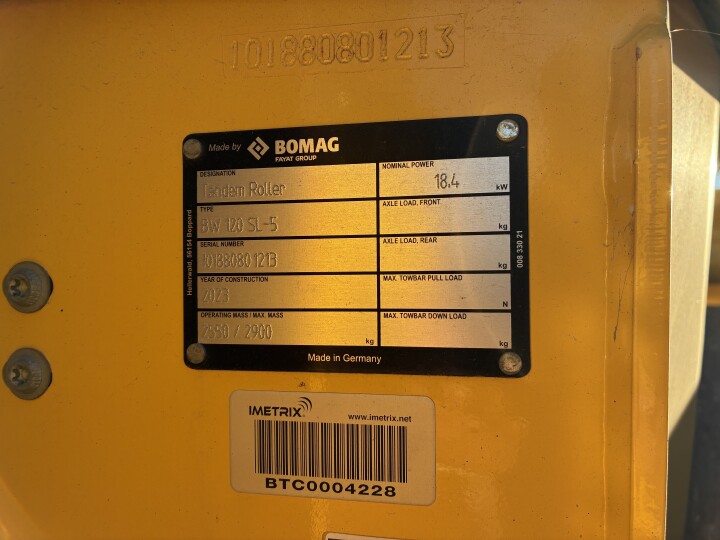 101880801213
Made by BOMAG
FAYAT GROUP
DESIGNATION
Tandem Roller
NOMINAL POWER
18.4 kW
TYPE
BW 120 SL-5
AXLE LOAD, FRONT
kg
SERIAL NUMBER
101880801213
AXLE LOAD, REAR
kg
YEAR OF CONSTRUCTION
2023
MAX. TOWBAR PULL LOAD
N
OPERATING MASS / MAX. MASS
/ 2900 kg
MAX. TOWBAR DOWN LOAD
kg
Hellerwald, 56154 Boppard
008 330 21
Made in Germany
IMETRIX
www.imetrix.net
BTC0004228